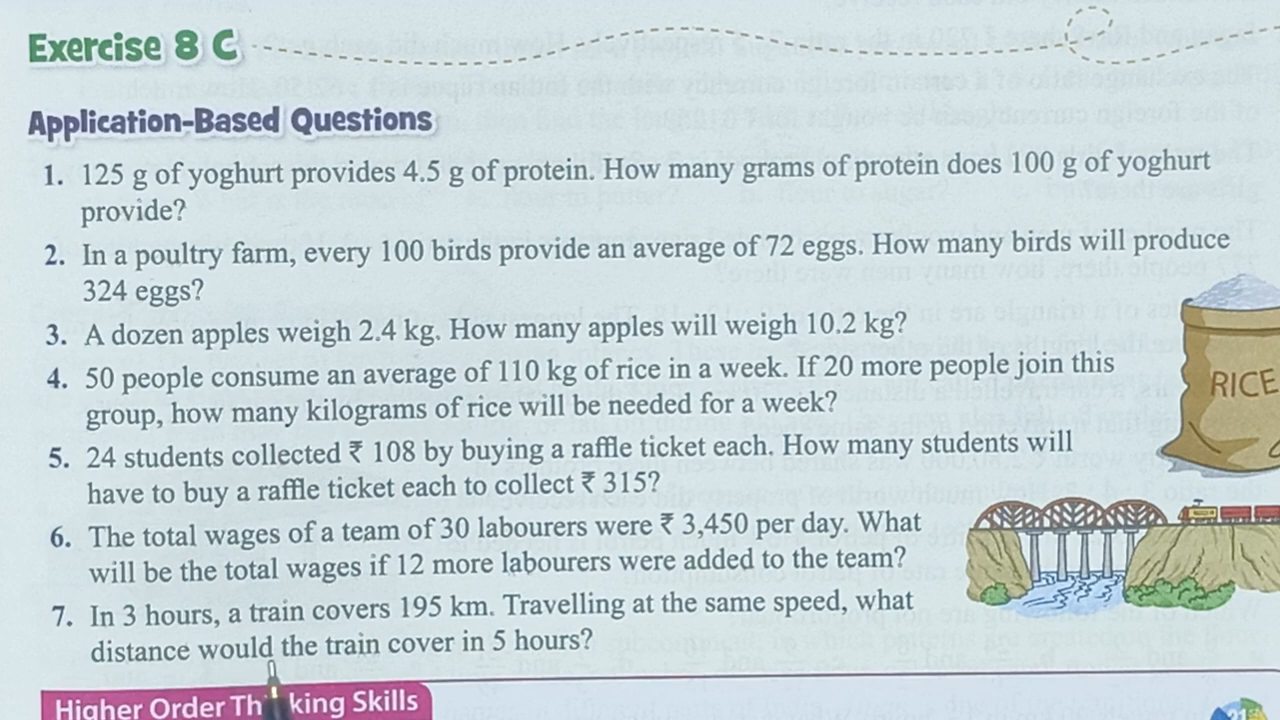 Exercise 8 C
Application-Based Questions
1. 125 g of yoghurt provides 4.5 g of protein. How many grams of protein does 100 g of yoghurt
provide?
2. In a poultry farm, every 100 birds provide an average of 72 eggs. How many birds will produce
324 eggs?
3. A dozen apples weigh 2.4 kg. How many apples will weigh 10.2 kg?
4. 50 people consume an average of 110 kg of rice in a week. If 20 more people join this
group, how many kilograms of rice will be needed for a week?
RICE
5. 24 students collected ₹ 108 by buying a raffle ticket each. How many students will
have to buy a raffle ticket each to collect ₹ 315?
6. The total wages of a team of 30 labourers were ₹ 3,450 per day. What
will be the total wages if 12 more labourers were added to the team?
7. In 3 hours, a train covers 195 km. Travelling at the same speed, what
distance would the train cover in 5 hours?
Higher Order Thinking Skills